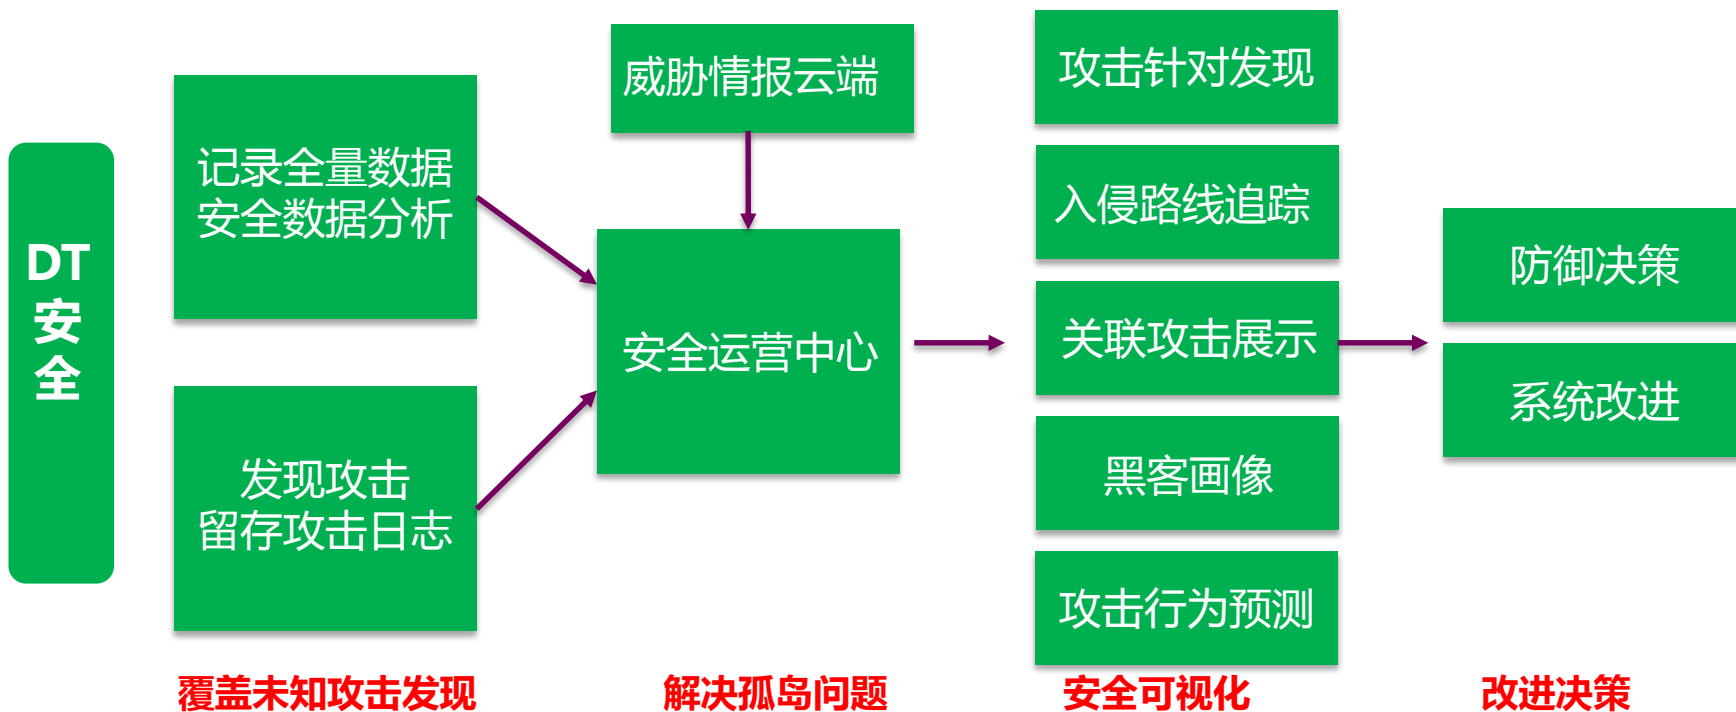 DT
安
全
记录全量数据
安全数据分析
发现攻击
留存攻击日志
覆盖未知攻击发现
威胁情报云端
安全运营中心
解决孤岛问题
攻击针对发现
入侵路线追踪
关联攻击展示
黑客画像
攻击行为预测
安全可视化
防御决策
系统改进
改进决策